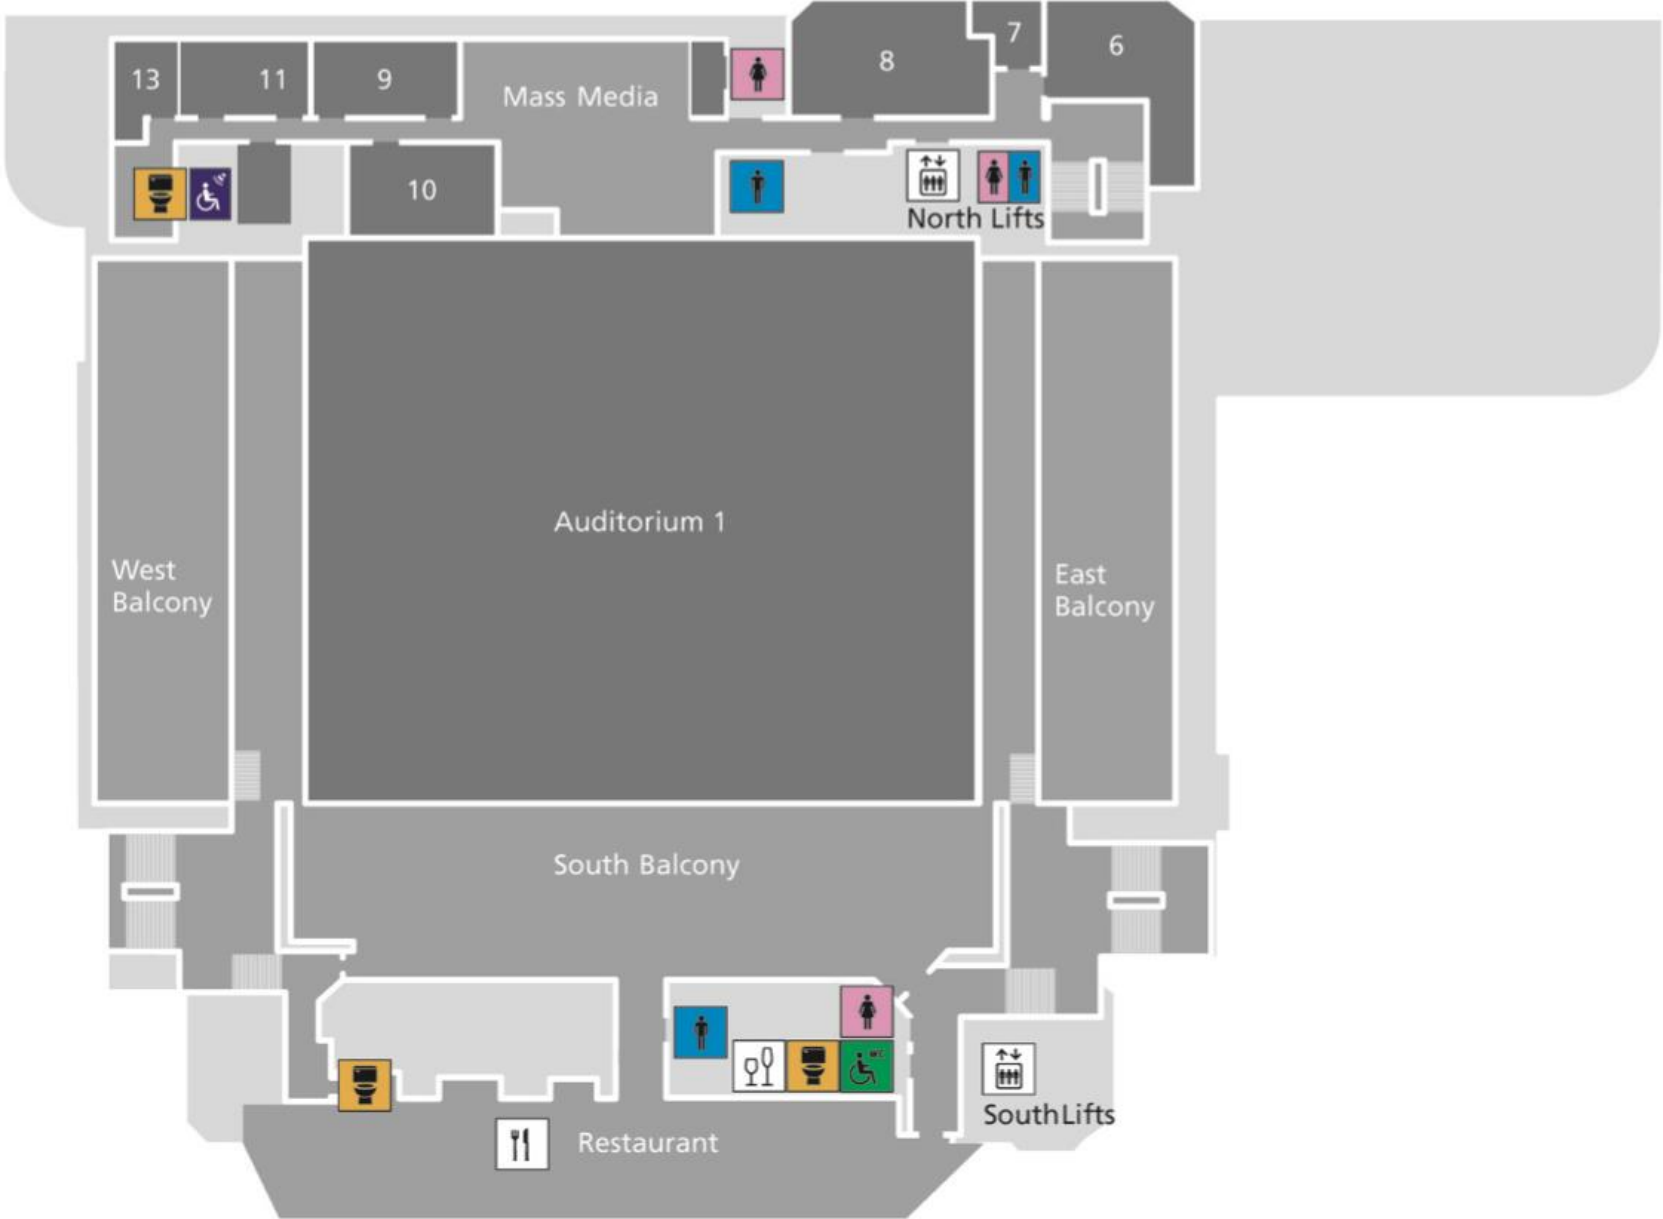 7
6
8
13
11
9
Mass Media
10
North Lifts
Auditorium 1
West
Balcony
East
Balcony
South Balcony
SouthLifts
Restaurant